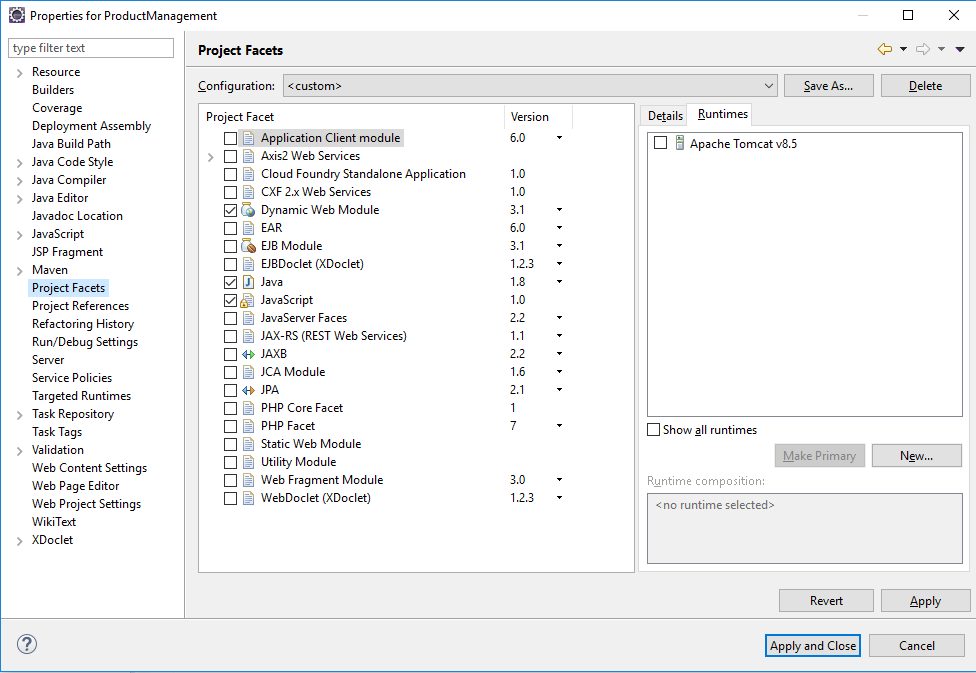 Properties for ProductManagement
type filter text
Resource
Builders
Coverage
Deployment Assembly
Java Build Path
Java Code Style
Java Compiler
Java Editor
Javadoc Location
JavaScript
JSP Fragment
Maven
Project Facets
Project References
Refactoring History
Run/Debug Settings
Server
Service Policies
Targeted Runtimes
Task Repository
Task Tags
Validation
Web Content Settings
Web Page Editor
Web Project Settings
WikiText
XDoclet
Project Facets
Configuration: <custom> Save As... Delete
Project Facet Version
Application Client module 6.0
Axis2 Web Services
Cloud Foundry Standalone Application 1.0
CXF 2.x Web Services 1.0
Dynamic Web Module 3.1
EAR 6.0
EJB Module 3.1
EJBDoclet (XDoclet) 1.2.3
Java 1.8
JavaScript 1.0
JavaServer Faces 2.2
JAX-RS (REST Web Services) 1.1
JAXB 2.2
JCA Module 1.6
JPA 2.1
PHP Core Facet 1
PHP Facet 7
Static Web Module
Utility Module
Web Fragment Module 3.0
WebDoclet (XDoclet) 1.2.3
Details Runtimes
Apache Tomcat v8.5
Show all runtimes
Make Primary New...
Runtime composition:
<no runtime selected>
Revert Apply
? Apply and Close Cancel